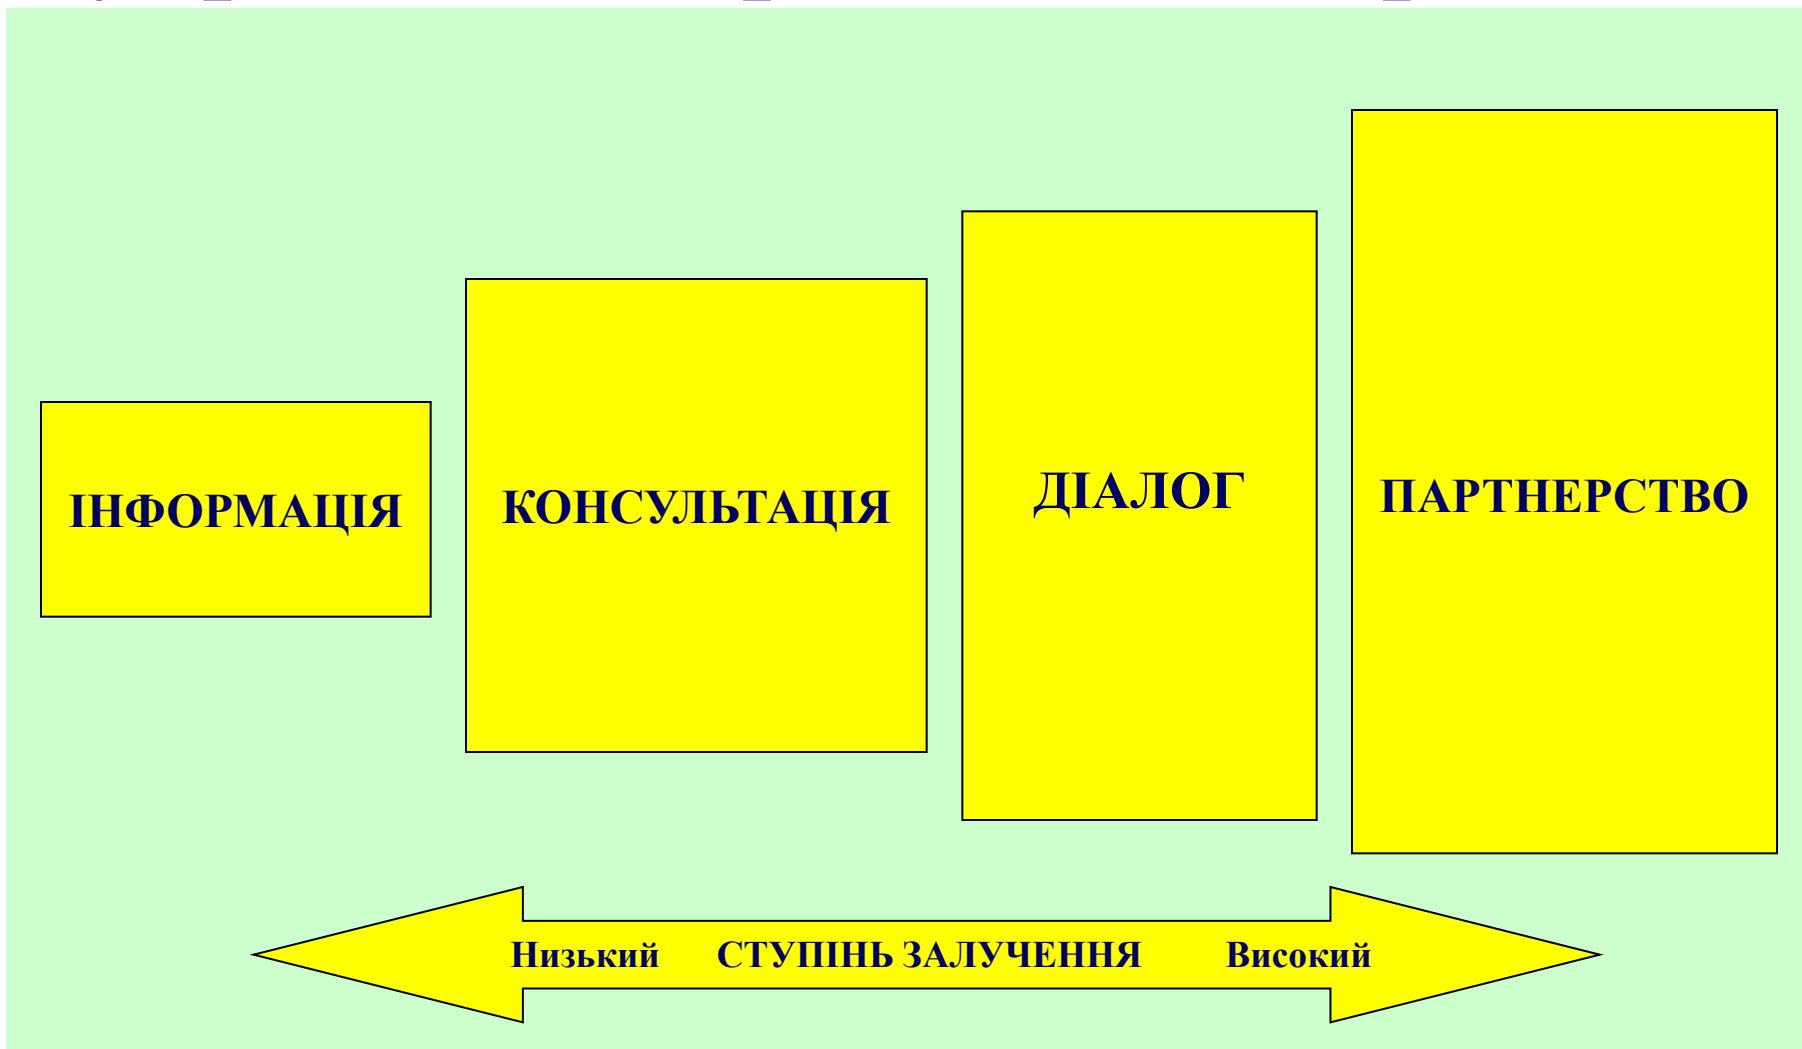 ІНФОРМАЦІЯ
КОНСУЛЬТАЦІЯ
ДІАЛОГ
ПАРТНЕРСТВО
Низький СТУПІНЬ ЗАЛУЧЕННЯ Високий